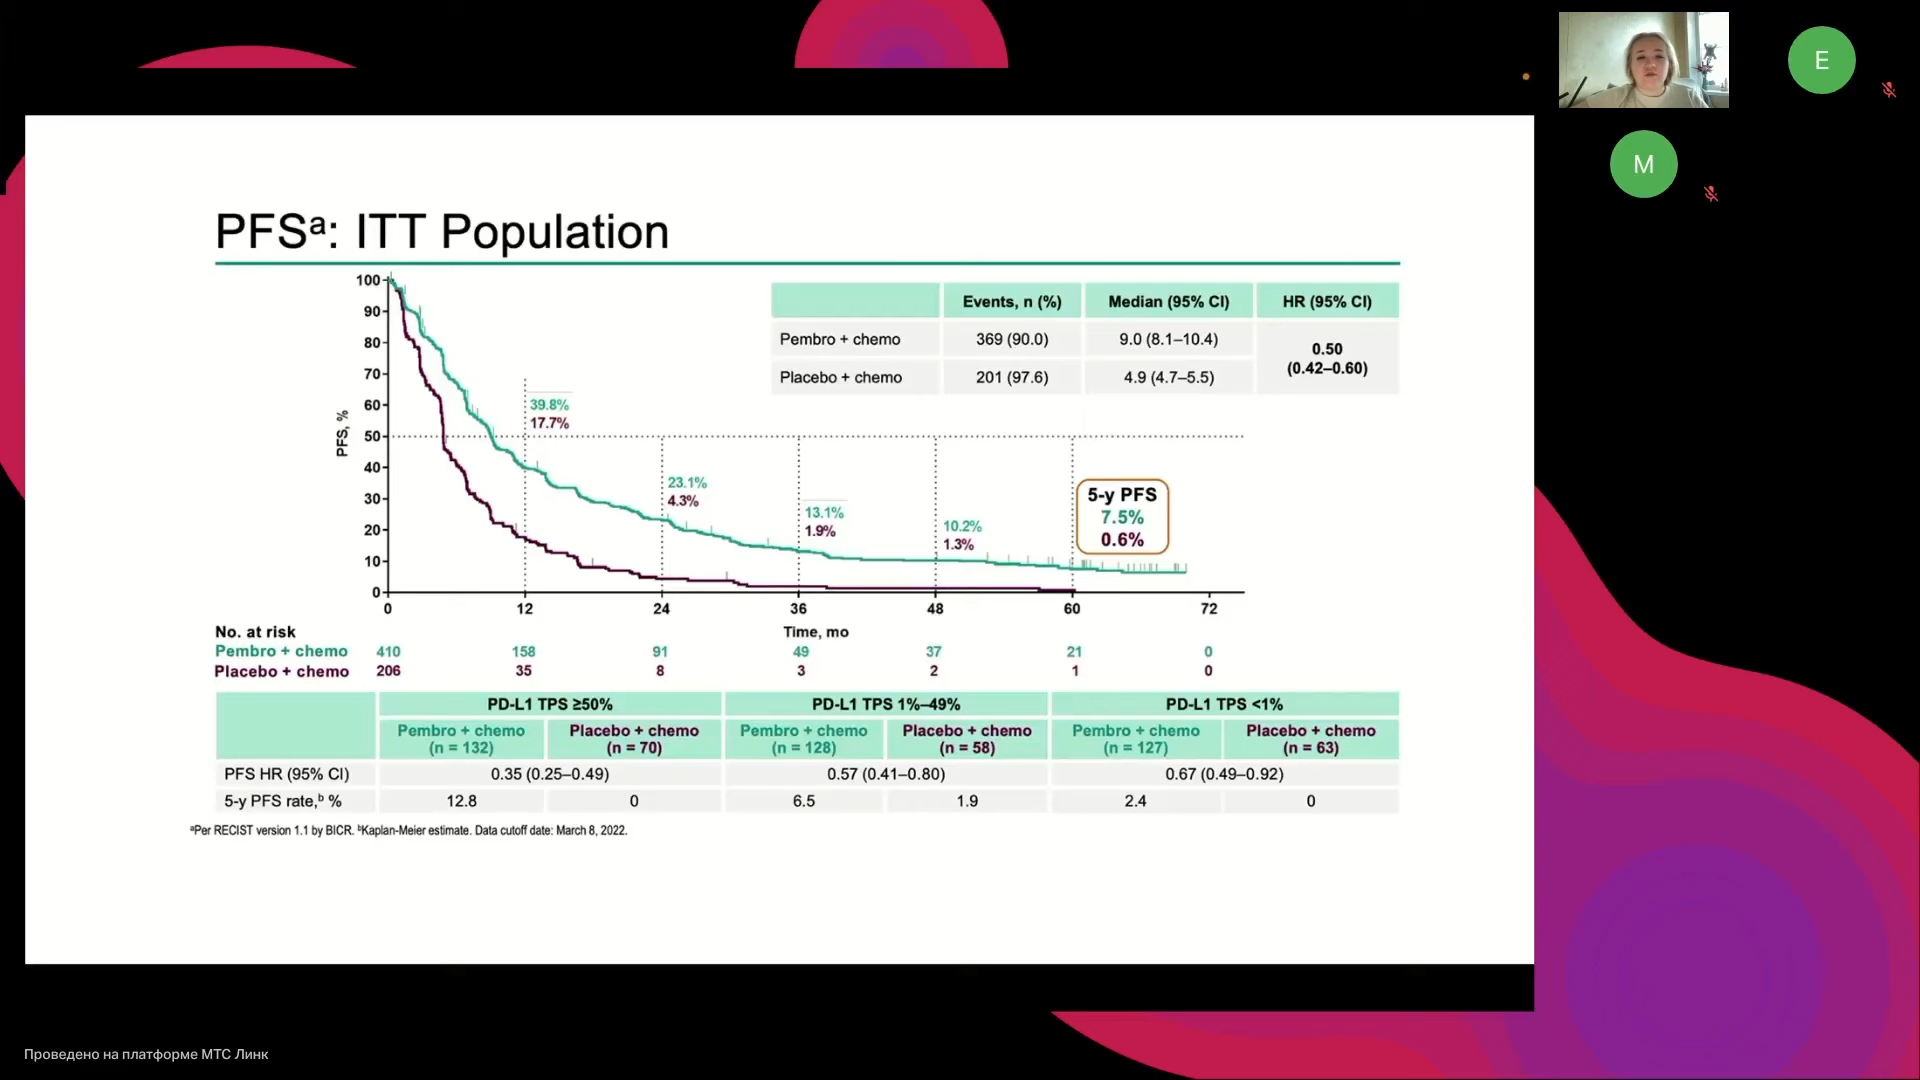 E
M
PFSᵃ: ITT Population
100
90
80
70
60
50
40
30
20
10
0
PFS, %
0 12 24 36 48 60 72
Time, mo
39.8%
17.7%
23.1%
4.3%
13.1%
1.9%
10.2%
1.3%
5-y PFS
7.5%
0.6%
Events, n (%) Median (95% CI) HR (95% CI)
Pembro + chemo 369 (90.0) 9.0 (8.1–10.4) 0.50
(0.42–0.60)
Placebo + chemo 201 (97.6) 4.9 (4.7–5.5)
No. at risk
Pembro + chemo 410 158 91 49 37 21 0
Placebo + chemo 206 35 8 3 2 1 0
PD-L1 TPS ≥50% PD-L1 TPS 1%–49% PD-L1 TPS <1%
Pembro + chemo Placebo + chemo Pembro + chemo Placebo + chemo Pembro + chemo Placebo + chemo
(n = 132) (n = 70) (n = 128) (n = 58) (n = 127) (n = 63)
PFS HR (95% CI) 0.35 (0.25–0.49) 0.57 (0.41–0.80) 0.67 (0.49–0.92)
5-y PFS rate,ᵇ % 12.8 0 6.5 1.9 2.4 0
ᵃPer RECIST version 1.1 by BICR. ᵇKaplan-Meier estimate. Data cutoff date: March 8, 2022.
Проведено на платформе МТС Линк